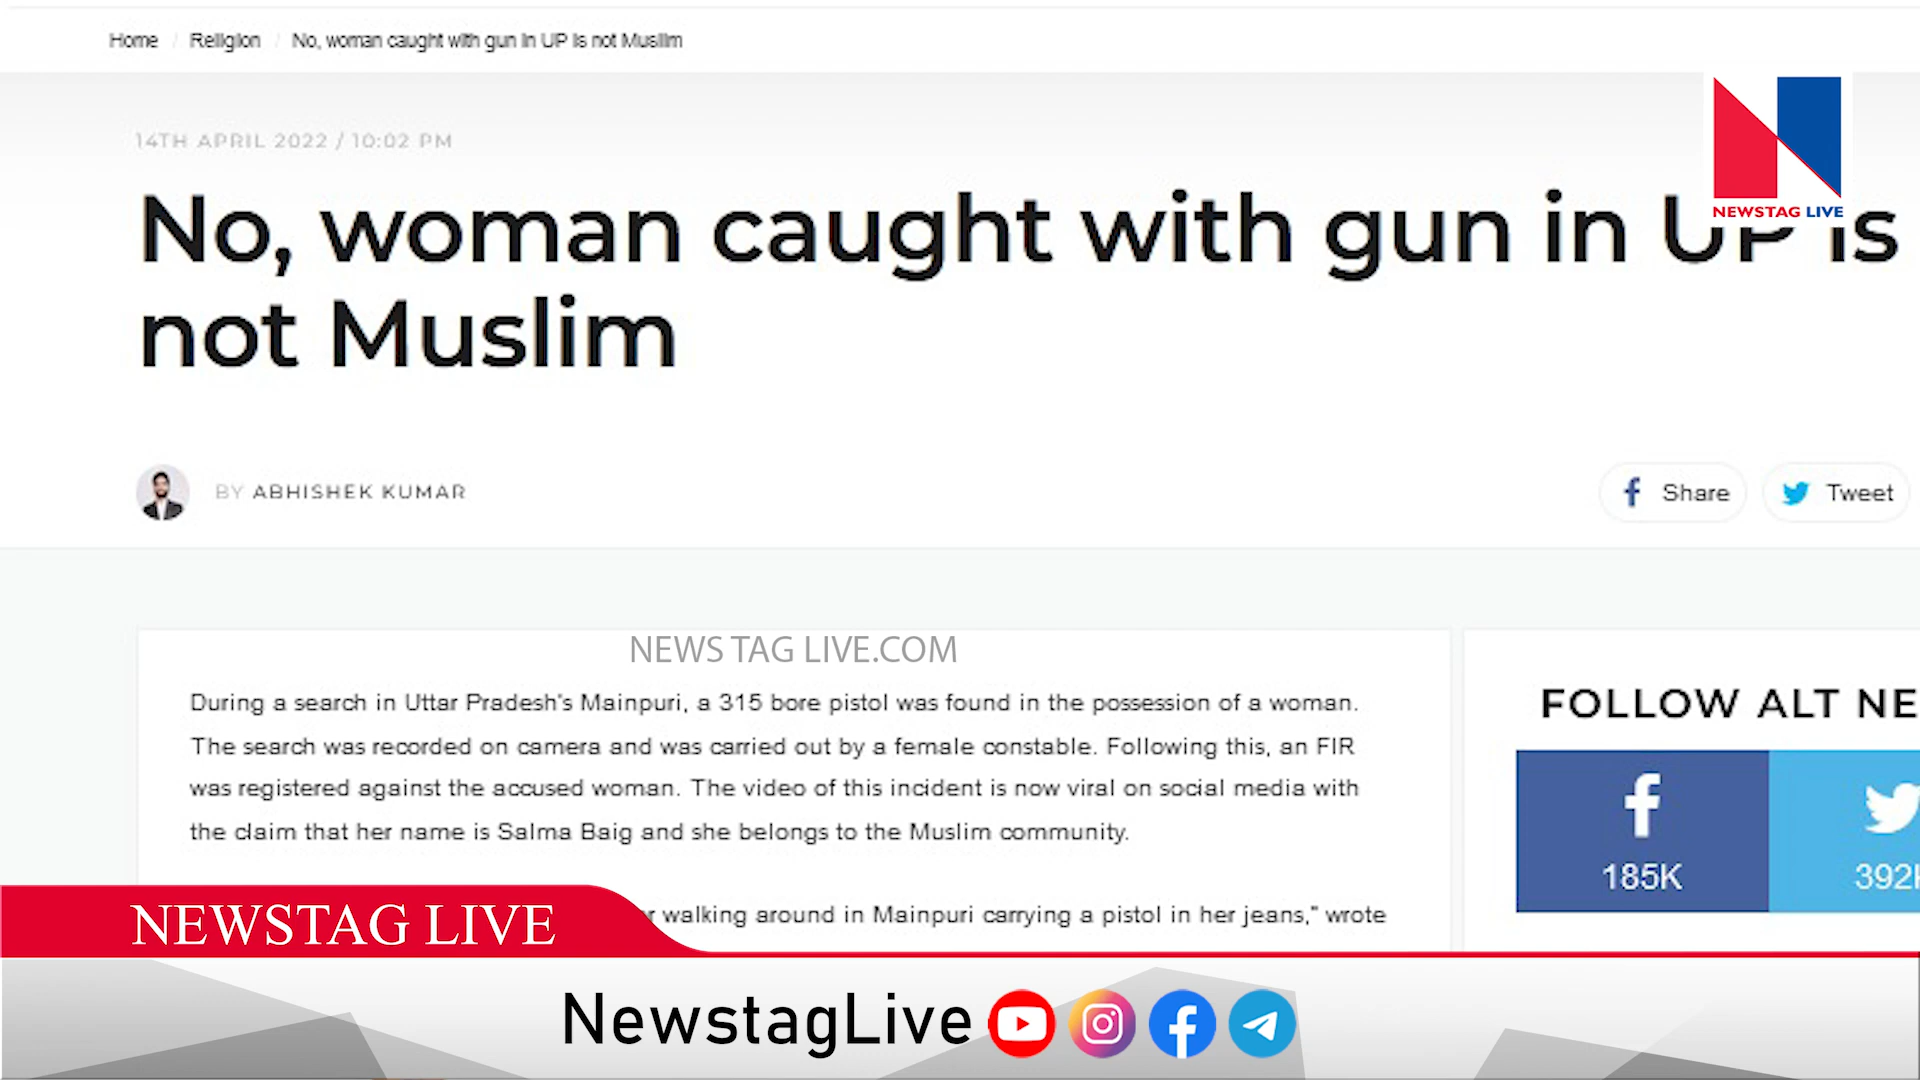 Home / Religion / No, woman caught with gun in UP is not Muslim
14TH APRIL 2022 / 10:02 PM
NEWSTAG LIVE
No, woman caught with gun in UP is
not Muslim
BY ABHISHEK KUMAR
Share
Tweet
NEWS TAG LIVE.COM
During a search in Uttar Pradesh's Mainpuri, a 315 bore pistol was found in the possession of a woman.
The search was recorded on camera and was carried out by a female constable. Following this, an FIR
was registered against the accused woman. The video of this incident is now viral on social media with
the claim that her name is Salma Baig and she belongs to the Muslim community.
walking around in Mainpuri carrying a pistol in her jeans," wrote
FOLLOW ALT NE
185K
392K
NEWSTAG LIVE
NewstagLive